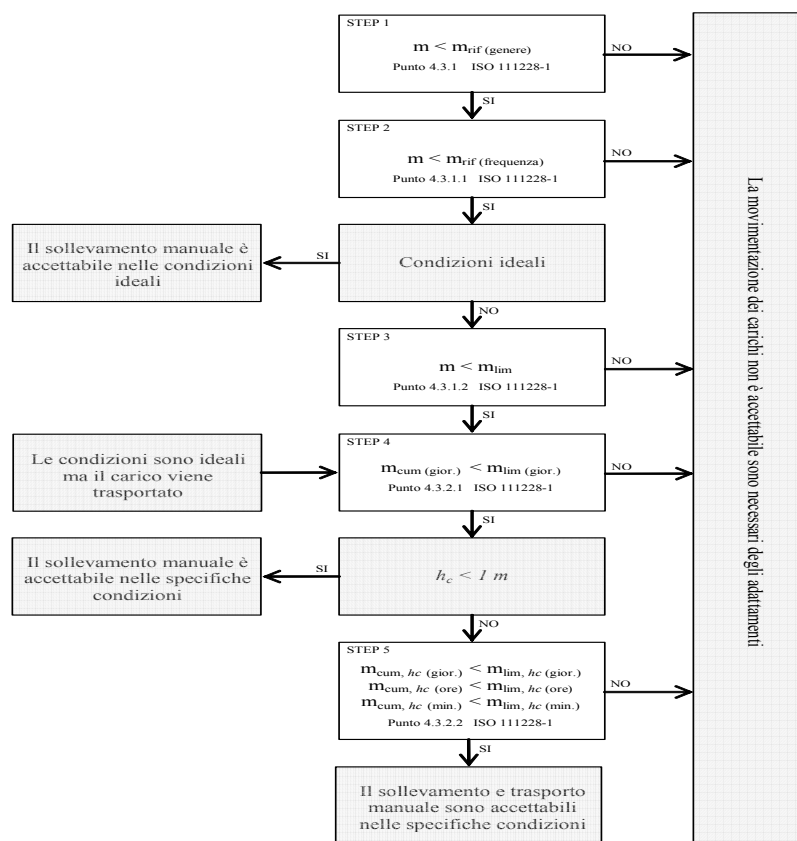 STEP 1
m < mrif (genere)
Punto 4.3.1 ISO 111228-1
NO
SI
STEP 2
m < mrif (frequenza)
Punto 4.3.1.1 ISO 111228-1
NO
SI
Il sollevamento manuale è
accettabile nelle condizioni
ideali
SI
Condizioni ideali
NO
STEP 3
m < mlim
Punto 4.3.1.2 ISO 111228-1
NO
SI
Le condizioni sono ideali
ma il carico viene
trasportato
STEP 4
mcum (gior.) < mlim (gior.)
Punto 4.3.2.1 ISO 111228-1
NO
SI
Il sollevamento manuale è
accettabile nelle specifiche
condizioni
SI
hc < 1 m
NO
STEP 5
mcum, hc (gior.) < mlim, hc (gior.)
mcum, hc (ore) < mlim, hc (ore)
mcum, hc (min.) < mlim, hc (min.)
Punto 4.3.2.2 ISO 111228-1
NO
SI
Il sollevamento e trasporto
manuale sono accettabili
nelle specifiche condizioni
La movimentazione dei carichi non è accettabile sono necessari degli adattamenti